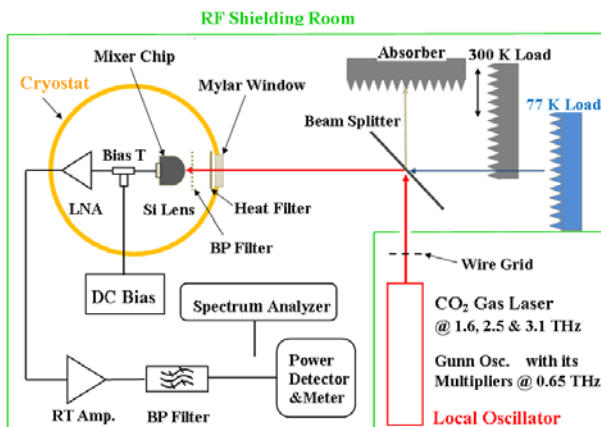 RF Shielding Room
Mixer Chip
Absorber
300 K Load
Cryostat
Mylar Window
77 K Load
Beam Splitter
Bias T
LNA
Si Lens
Heat Filter
BP Filter
Wire Grid
DC Bias
Spectrum Analyzer
CO₂ Gas Laser
@ 1.6, 2.5 & 3.1 THz
Power
Detector
&Meter
Gunn Osc. with its
Multipliers @ 0.65 THz
RT Amp.
BP Filter
Local Oscillator